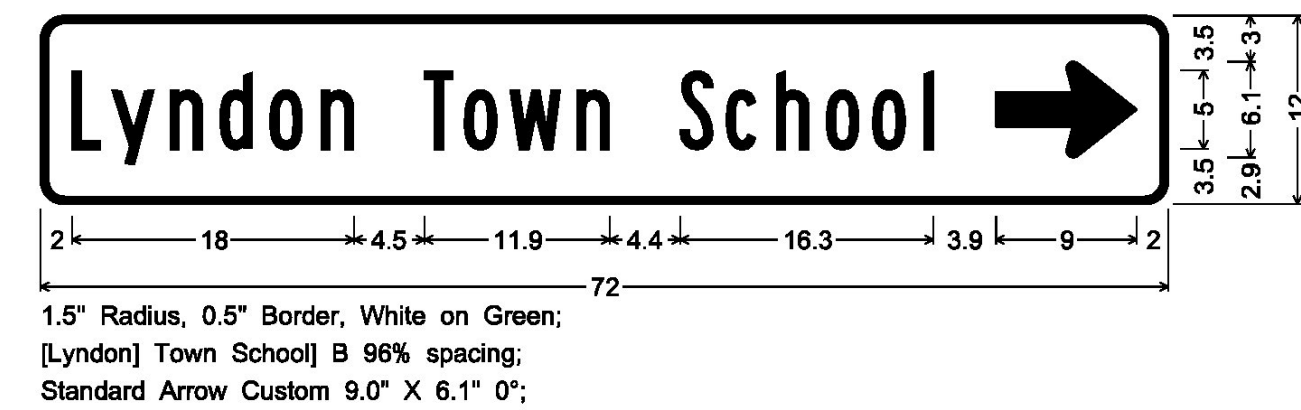 Lyndon Town School
3.5 5 3.5
3 6.1 2.9
12
2 18 4.5 11.9 4.4 16.3 3.9 9 2
72
1.5" Radius, 0.5" Border, White on Green;
[Lyndon] Town School] B 96% spacing;
Standard Arrow Custom 9.0" X 6.1" 0°;